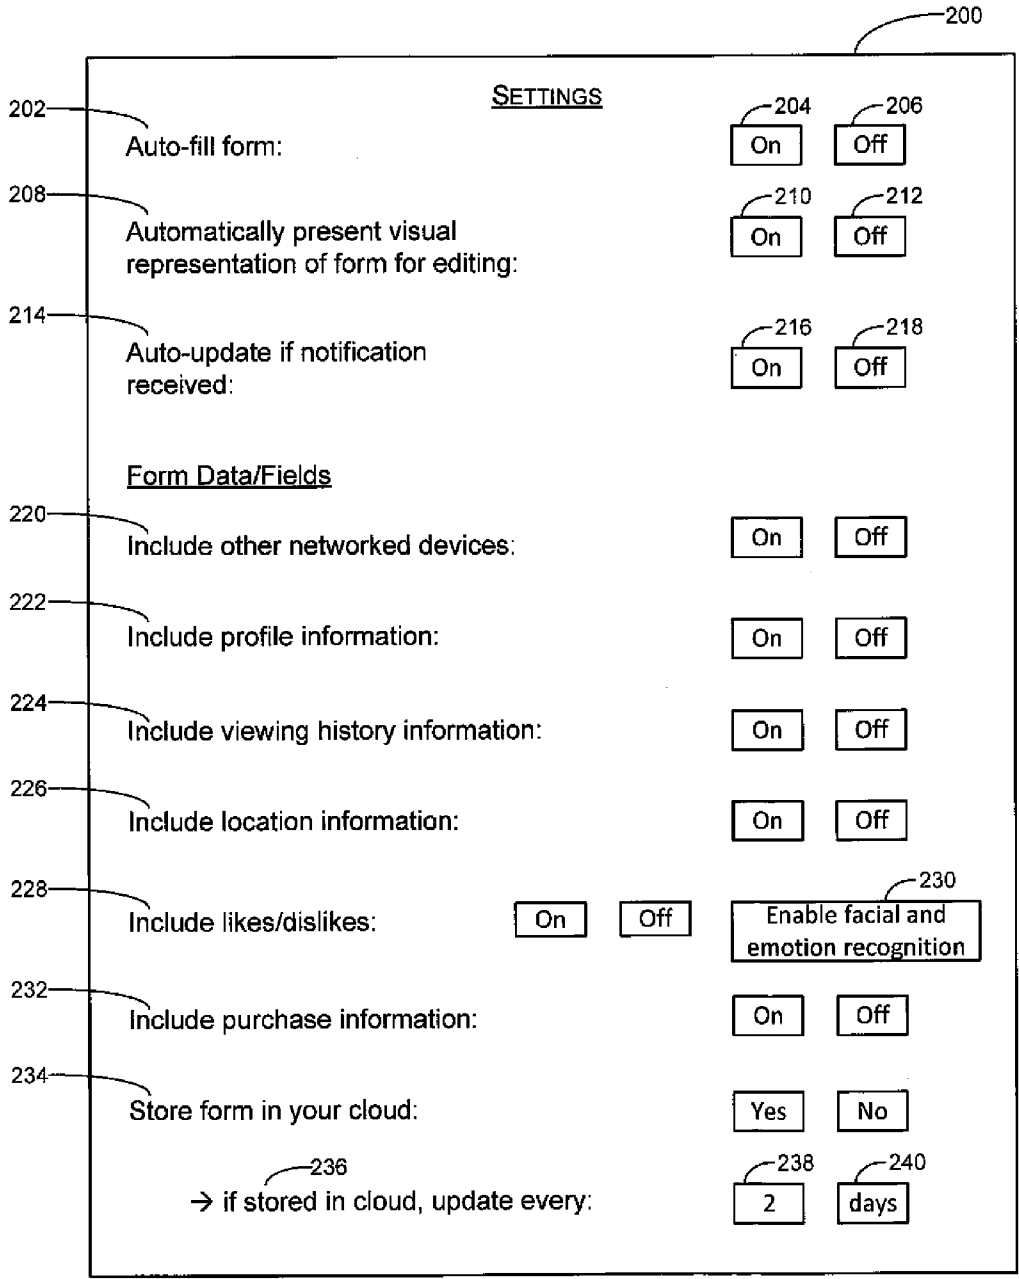 200
SETTINGS
202
204
206
Auto-fill form:
On
Off
208
210
212
Automatically present visual
representation of form for editing:
On
Off
214
216
218
Auto-update if notification
received:
On
Off
Form Data/Fields
220
Include other networked devices:
On
Off
222
Include profile information:
On
Off
224
Include viewing history information:
On
Off
226
Include location information:
On
Off
228
230
Include likes/dislikes:
On
Off
Enable facial and
emotion recognition
232
Include purchase information:
On
Off
234
Store form in your cloud:
Yes
No
236
238
240
→ if stored in cloud, update every:
2
days